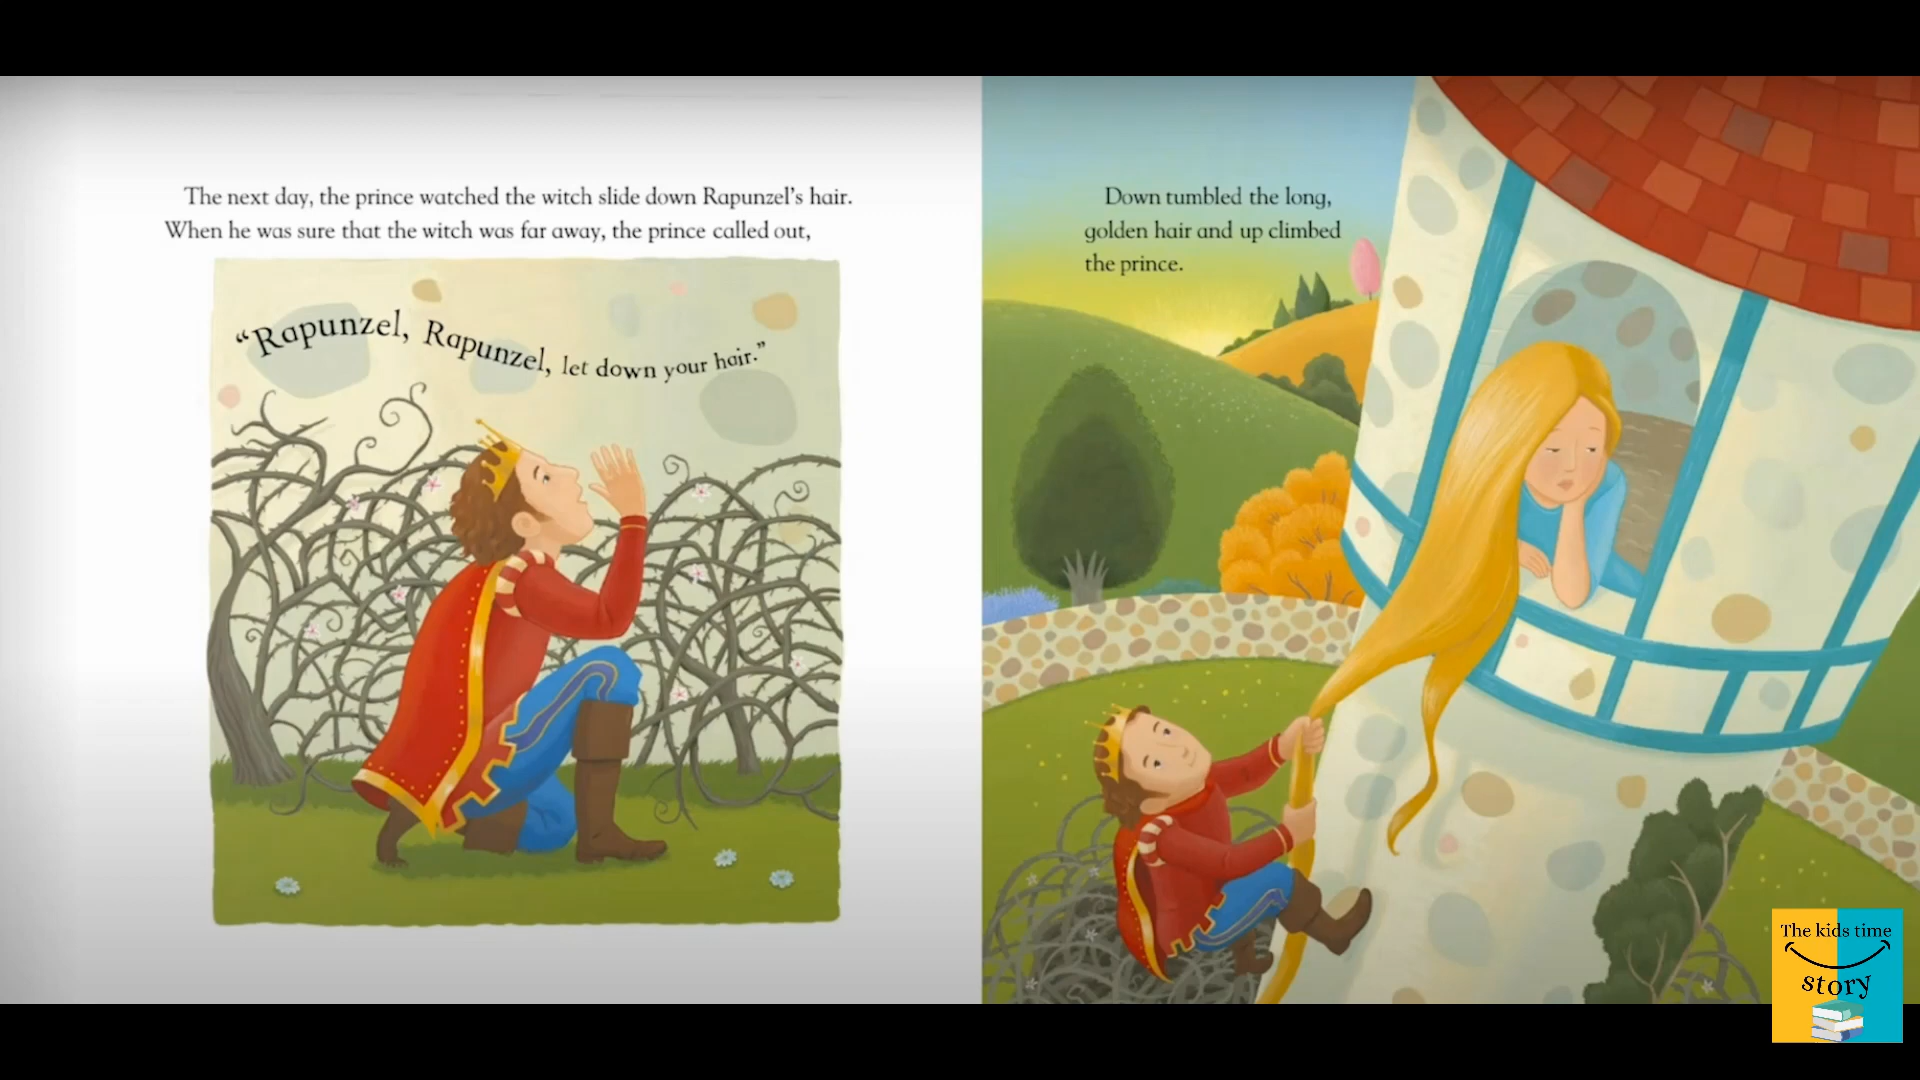 The next day, the prince watched the witch slide down Rapunzel’s hair.
When he was sure that the witch was far away, the prince called out,
“Rapunzel, Rapunzel, let down your hair.”
Down tumbled the long,
golden hair and up climbed
the prince.
The kids time
story